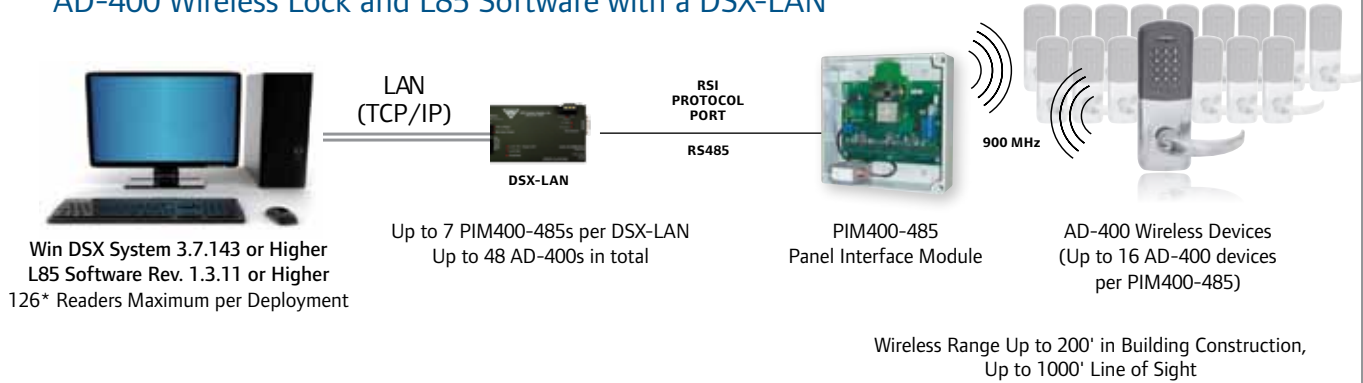 AD-400 Wireless Lock and L85 Software with a DSX-LAN
LAN
(TCP/IP)
DSX-LAN
RSI
PROTOCOL
PORT
RS485
900 MHz
Win DSX System 3.7.143 or Higher
L85 Software Rev. 1.3.11 or Higher
126* Readers Maximum per Deployment
Up to 7 PIM400-485s per DSX-LAN
Up to 48 AD-400s in total
PIM400-485
Panel Interface Module
AD-400 Wireless Devices
(Up to 16 AD-400 devices
per PIM400-485)
Wireless Range Up to 200' in Building Construction,
Up to 1000' Line of Sight